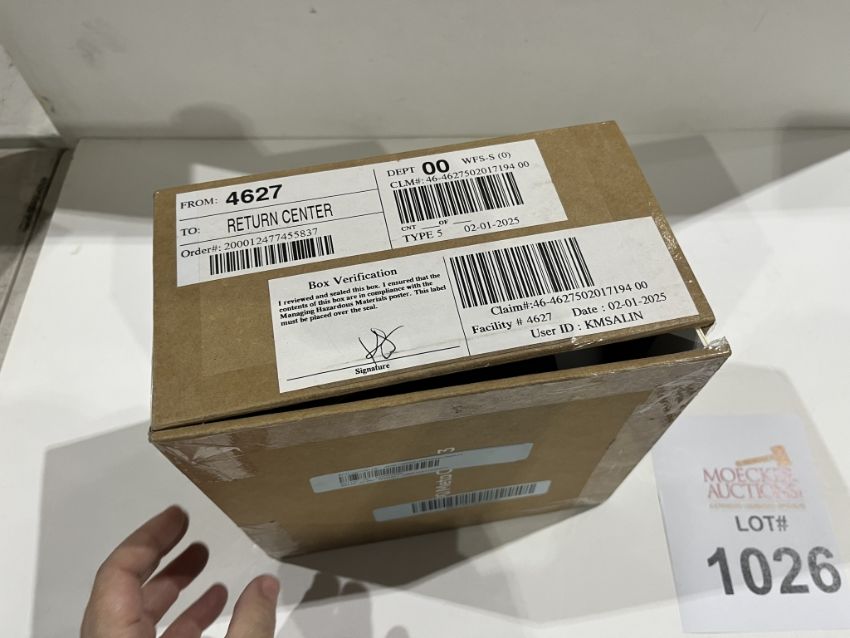 FROM: 4627
TO: RETURN CENTER
Order#: 200012477455837
DEPT 00 WFS-S (0)
CLM#: 46-4627502017194 00
CNT OF
TYPE 5 02-01-2025
Box Verification
I reviewed and sealed this box. I ensured that the
contents of this box are in compliance with the
Managing Hazardous Materials porter. This label
must be placed over the seal.
Signature
Claim#:46-4627502017194 00
Facility # 4627 Date : 02-01-2025
User ID : KMSALIN
MOECKEL
AUCTIONS
LOT#
1026